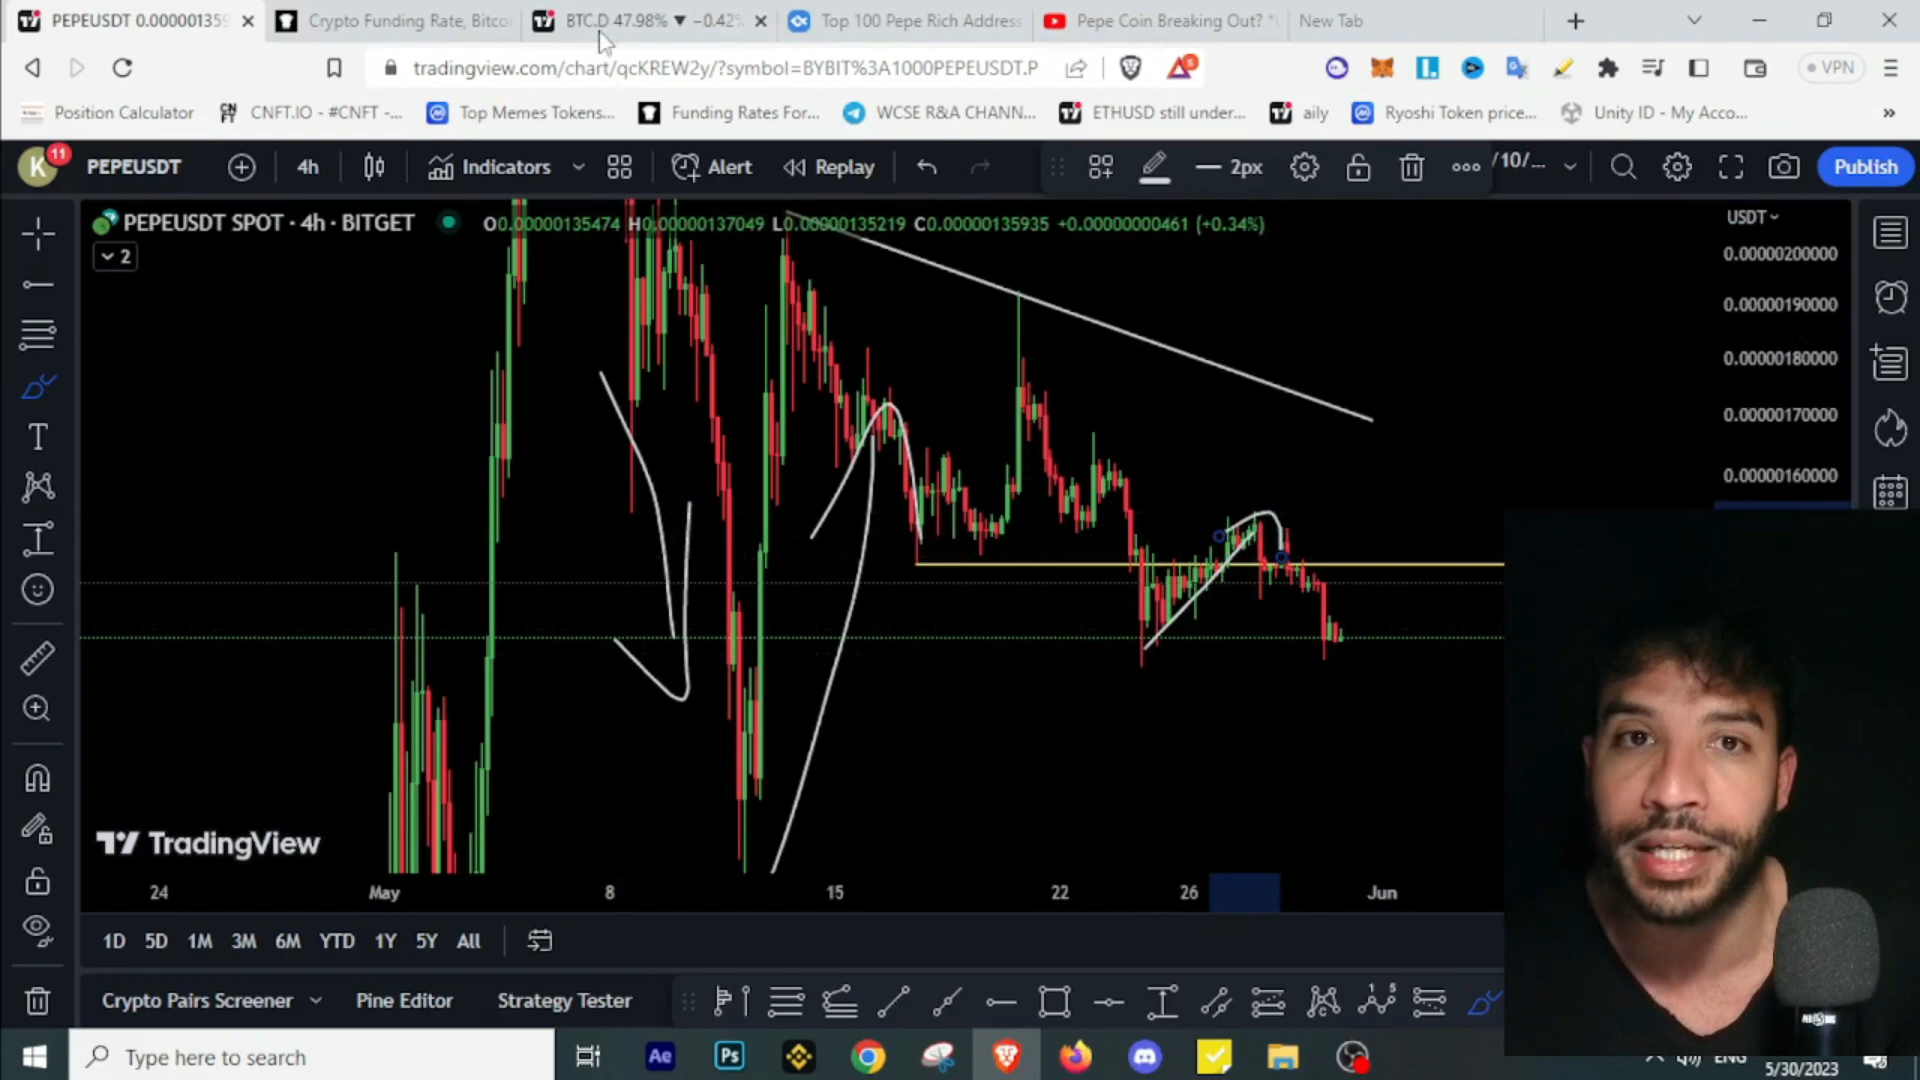 PEPEUSDT 0.00000135
Crypto Funding Rate, Bitco
BTC.D 47.98% ▼ −0.42%
Top 100 Pepe Rich Address
Pepe Coin Breaking Out?
New Tab
tradingview.com/chart/qcKREW2y/?symbol=BYBIT%3A1000PEPEUSDT.P
VPN
Position Calculator
CNFT.IO - #CNFT -...
Top Memes Tokens...
Funding Rates For...
WCSE R&A CHANN...
ETHUSD still under...
aily
Ryoshi Token price...
Unity ID - My Acco...
»
K
11
PEPEUSDT
4h
Indicators
Alert
Replay
2px
/10/...
Publish
PEPEUSDT SPOT · 4h · BITGET
O0.00000135474 H0.00000137049 L0.00000135219 C0.00000135935 +0.00000000461 (+0.34%)
2
USDT
0.00000200000
0.00000190000
0.00000180000
0.00000170000
0.00000160000
TradingView
24
May
8
15
22
26
Jun
1D 5D 1M 3M 6M YTD 1Y 5Y All
Crypto Pairs Screener
Pine Editor
Strategy Tester
Type here to search
Ae
Ps
ENG
5/30/2023